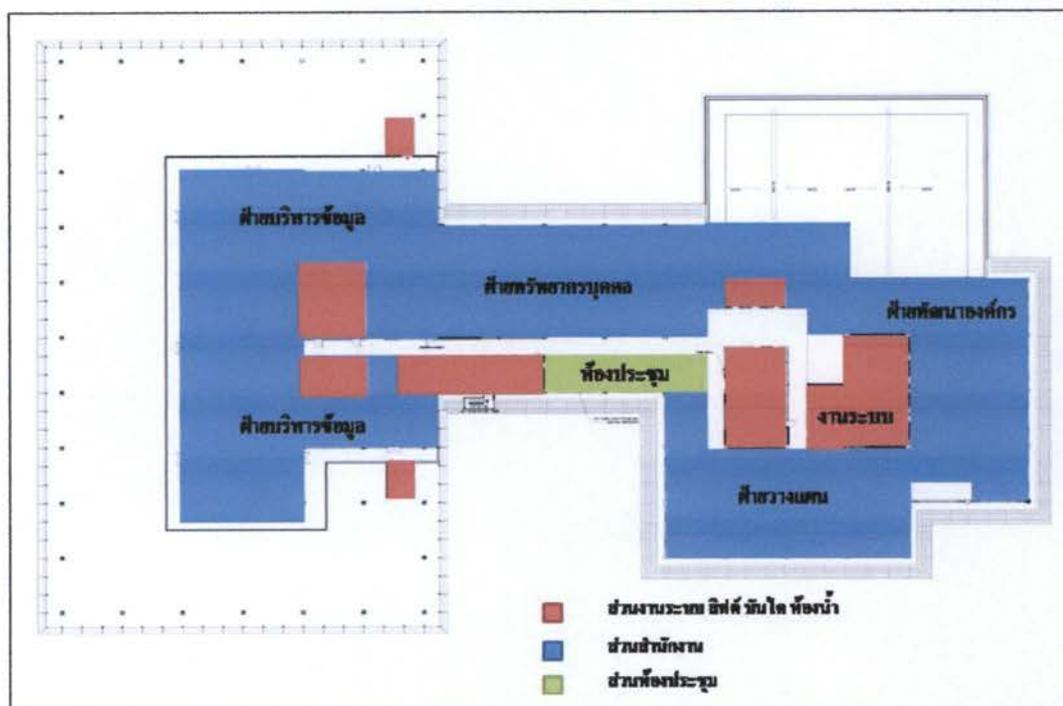 ฝ่ายบริหารข้อมูล
ฝ่ายทรัพยากรบุคคล
ฝ่ายพัฒนาองค์กร
ห้องประชุม
งานระบบ
ฝ่ายบริหารข้อมูล
ฝ่ายวางแผน
ส่วนงานระบบ ลิฟต์ บันได ห้องน้ำ
ส่วนสำนักงาน
ส่วนห้องประชุม